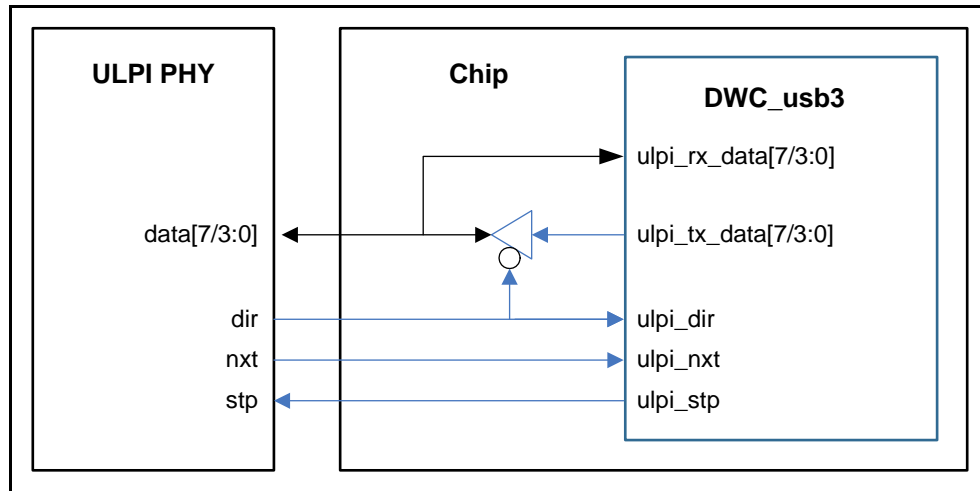 ULPI PHY
data[7/3:0]
dir
nxt
stp
Chip
DWC_usb3
ulpi_rx_data[7/3:0]
ulpi_tx_data[7/3:0]
ulpi_dir
ulpi_nxt
ulpi_stp